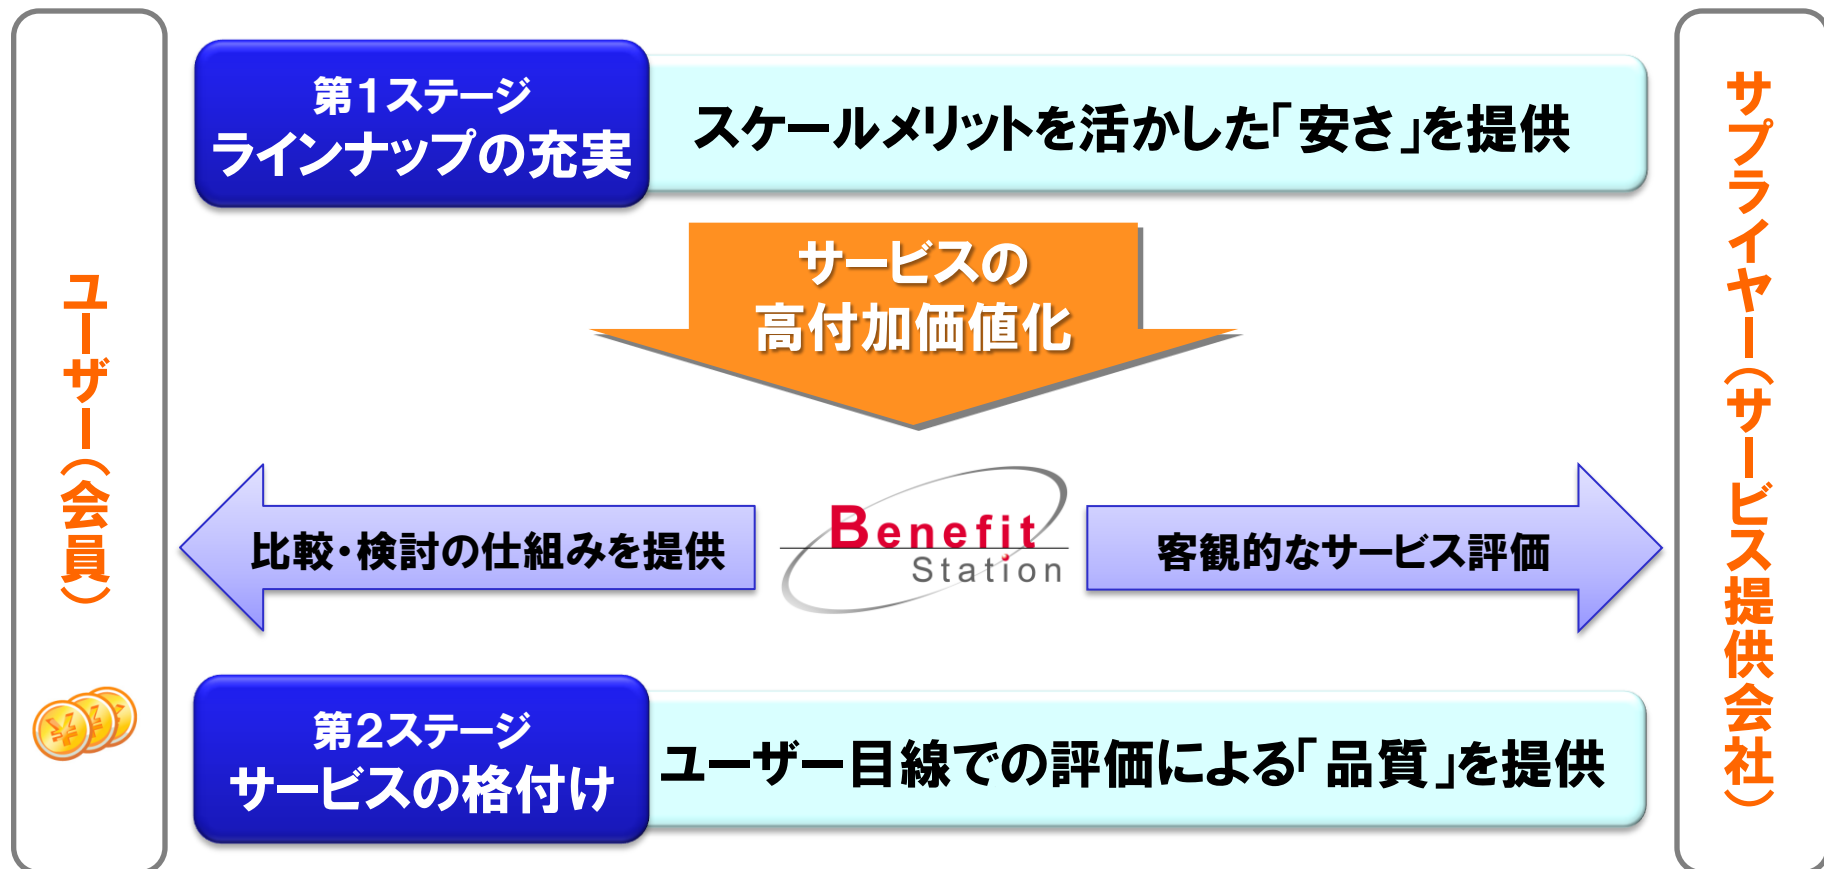 第1ステージ
ラインナップの充実
スケールメリットを活かした「安さ」を提供
サービスの
高付加価値化
ユーザー(会員)
比較・検討の仕組みを提供
Benefit
Station
客観的なサービス評価
サプライヤー(サービス提供会社)
第2ステージ
サービスの格付け
ユーザー目線での評価による「品質」を提供